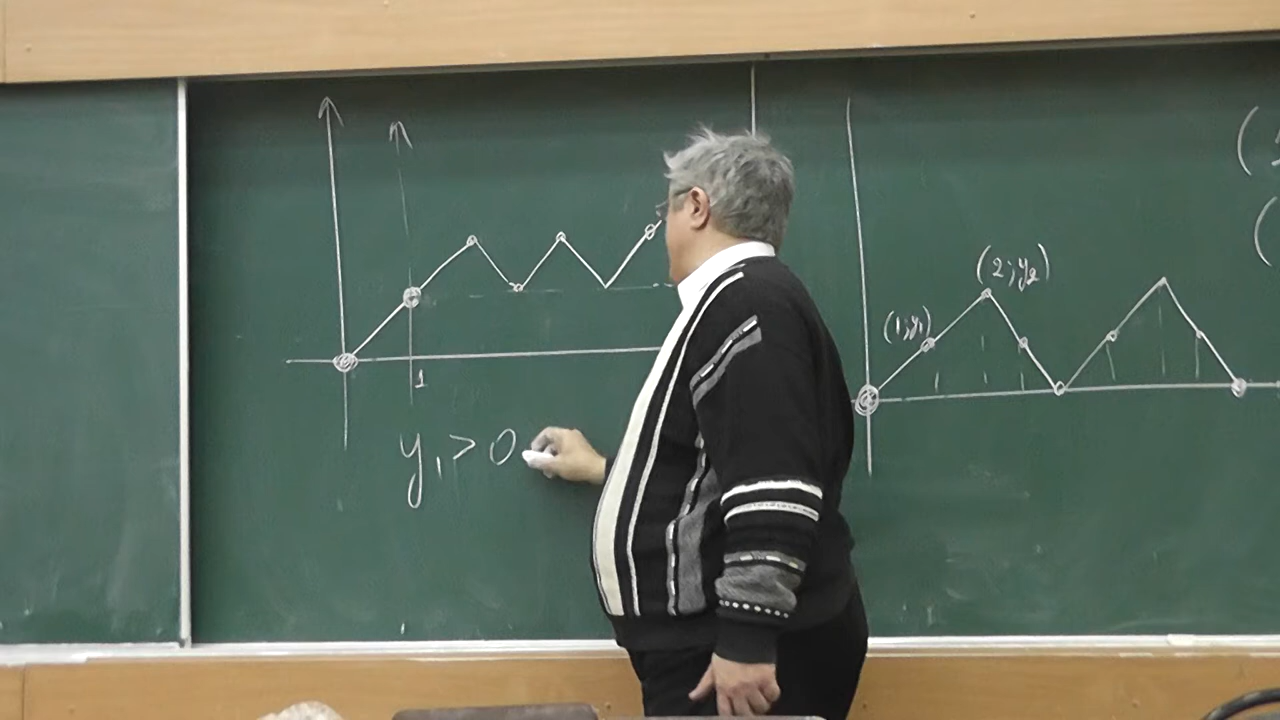 1
y₁ > 0
(1; y₁)
(2; y₂)